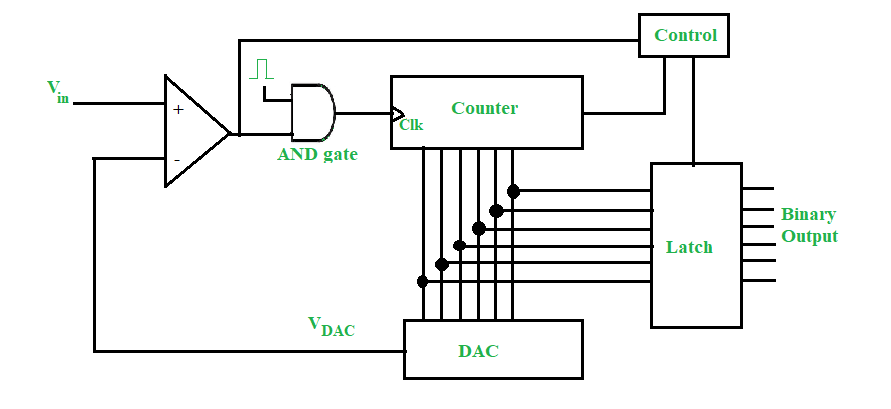 Control
Vin
+
Counter
Clk
AND gate
-
Binary
Output
Latch
VDAC
DAC